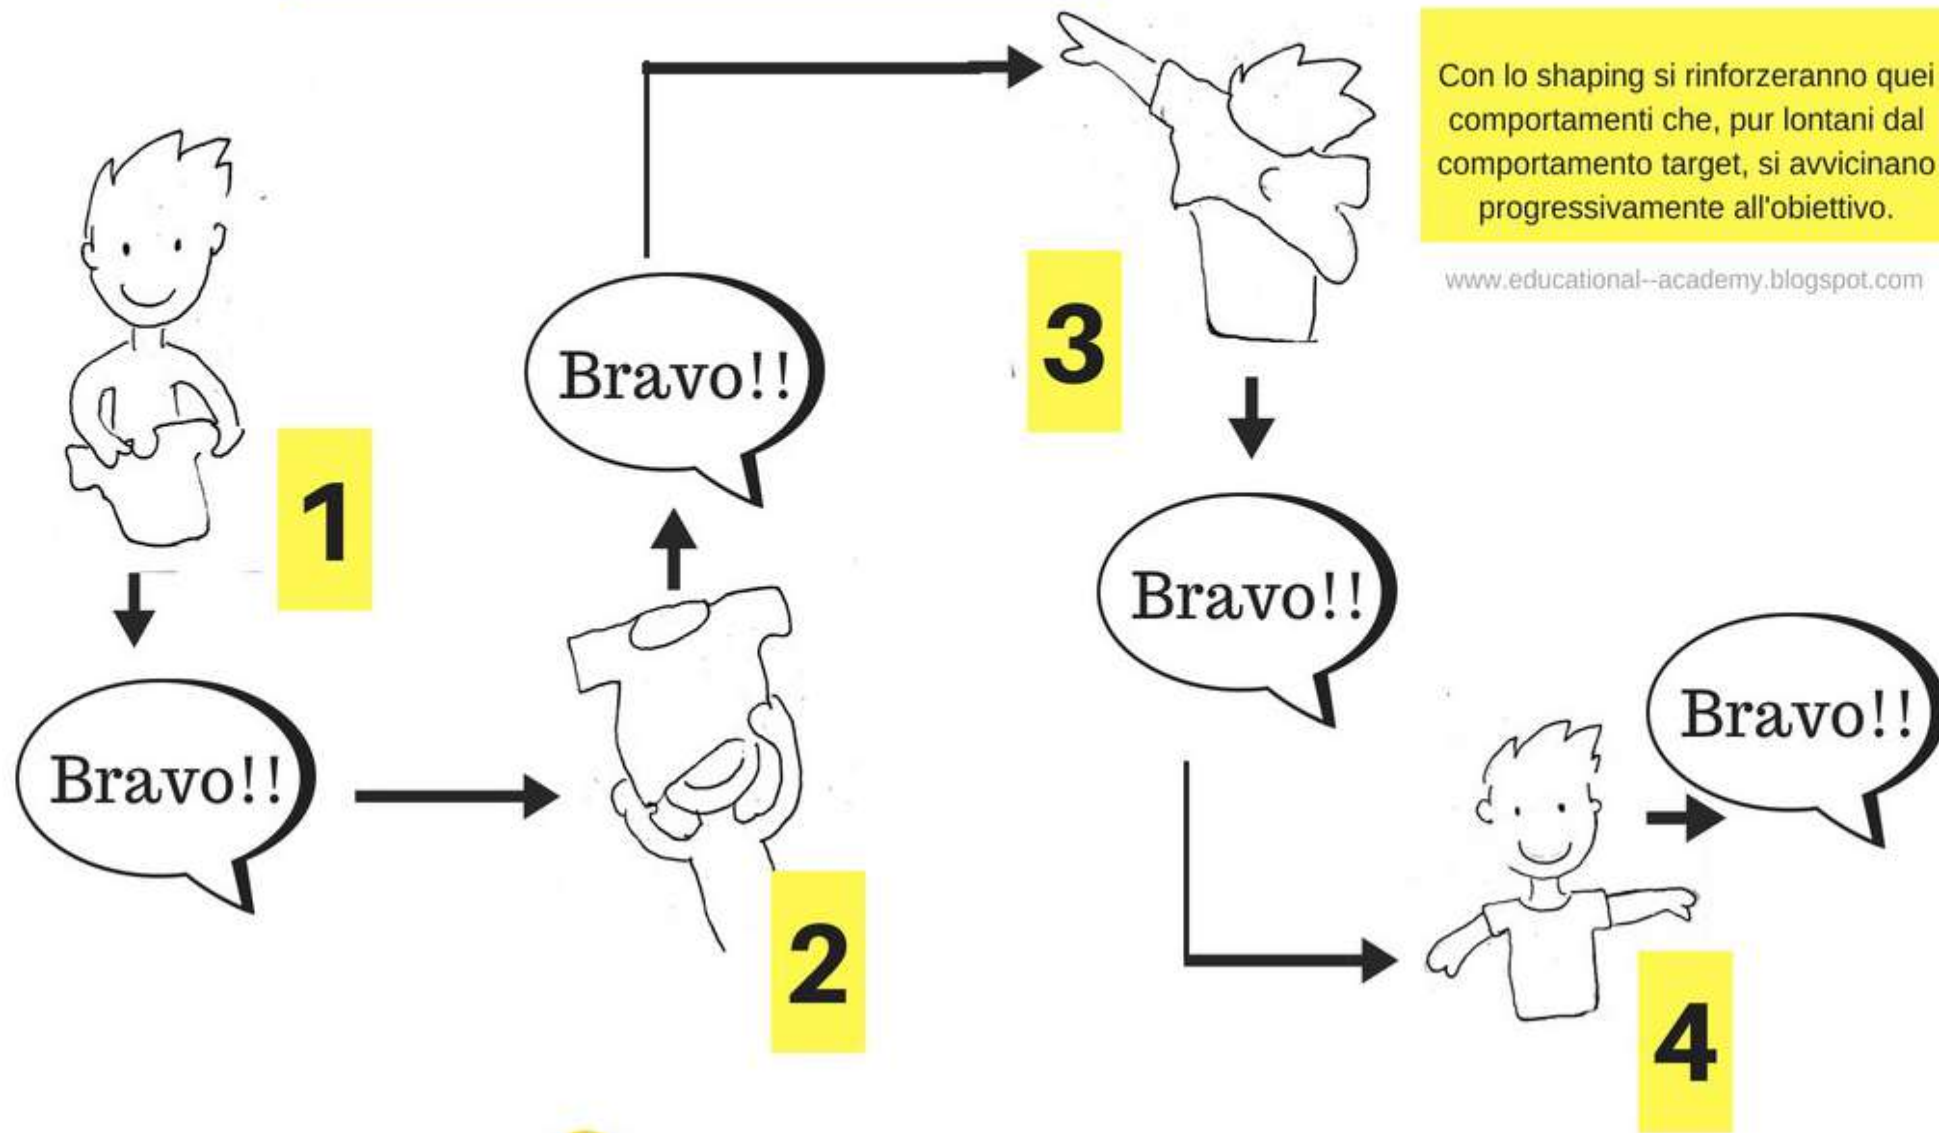 Con lo shaping si rinforzeranno quei
comportamenti che, pur lontani dal
comportamento target, si avvicinano
progressivamente all'obiettivo.
www.educational--academy.blogspot.com
1
Bravo!!
2
Bravo!!
3
Bravo!!
4
Bravo!!